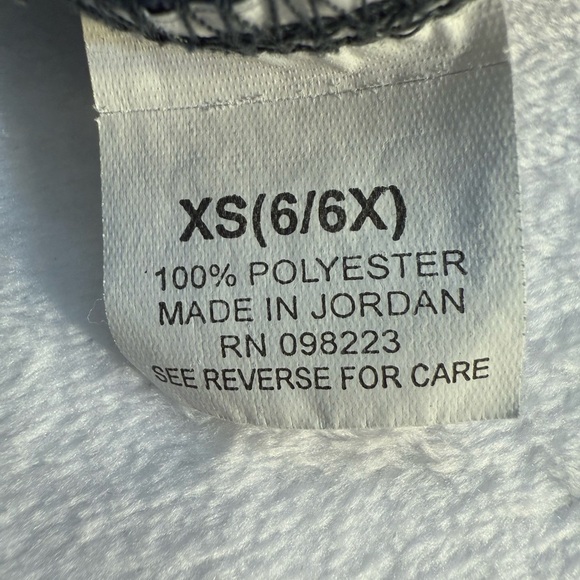 XS(6/6X)
100% POLYESTER
MADE IN JORDAN
RN 098223
SEE REVERSE FOR CARE